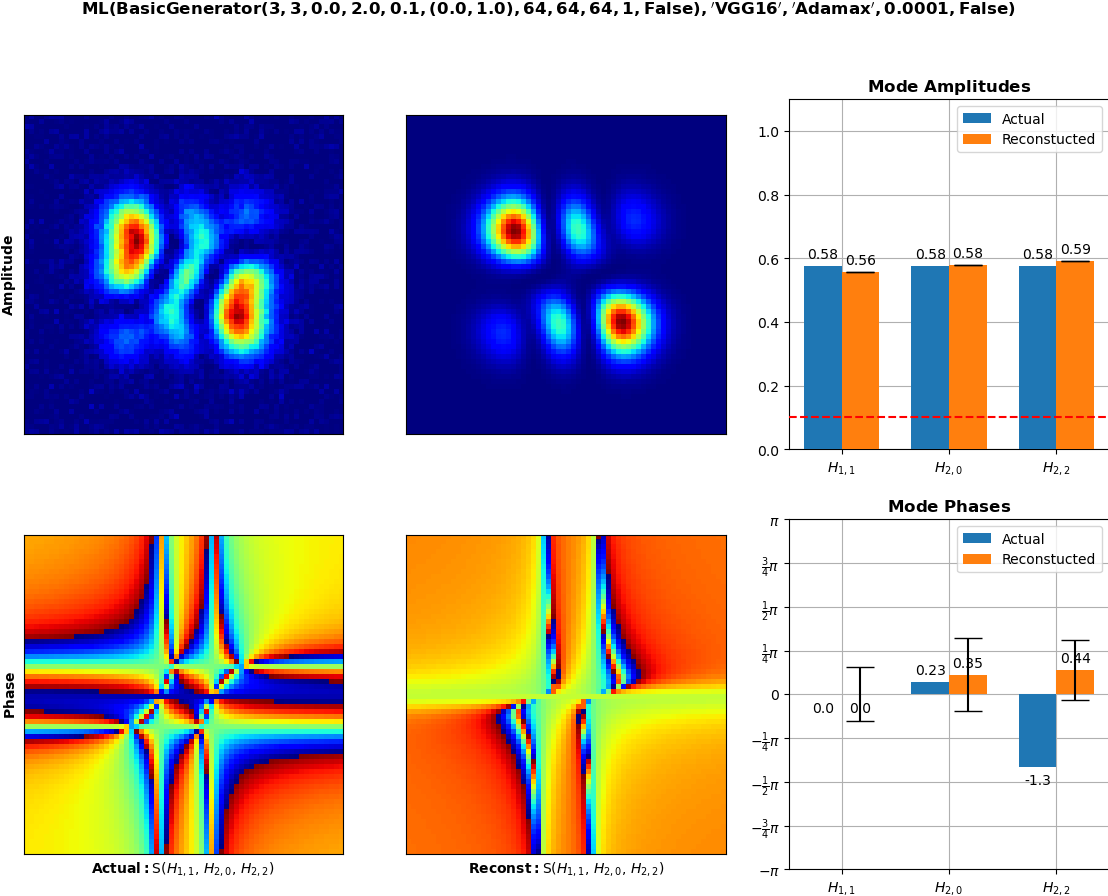 ML(BasicGenerator(3, 3, 0.0, 2.0, 0.1, (0.0, 1.0), 64, 64, 64, 1, False), ′VGG16′, ′Adamax′, 0.0001, False)
Amplitude
Mode Amplitudes
Actual
Reconstucted
1.0
0.8
0.6
0.4
0.2
0.0
0.58
0.56
0.58
0.58
0.58
0.59
H1,1
H2,0
H2,2
Phase
Actual: S(H1,1, H2,0, H2,2)
Reconst: S(H1,1, H2,0, H2,2)
Mode Phases
Actual
Reconstucted
π
3/4π
1/2π
1/4π
0
−1/4π
−1/2π
−3/4π
−π
0.0
0.0
0.23
0.35
-1.3
0.44
H1,1
H2,0
H2,2